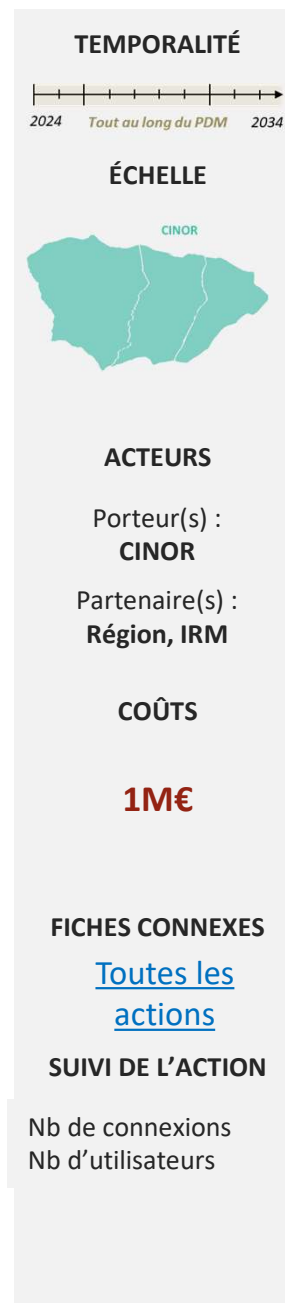 TEMPORALITÉ
2024 Tout au long du PDM 2034
ÉCHELLE
CINOR
ACTEURS
Porteur(s) :
CINOR
Partenaire(s) :
Région, IRM
COÛTS
1M€
FICHES CONNEXES
Toutes les
actions
SUIVI DE L’ACTION
Nb de connexions
Nb d’utilisateurs